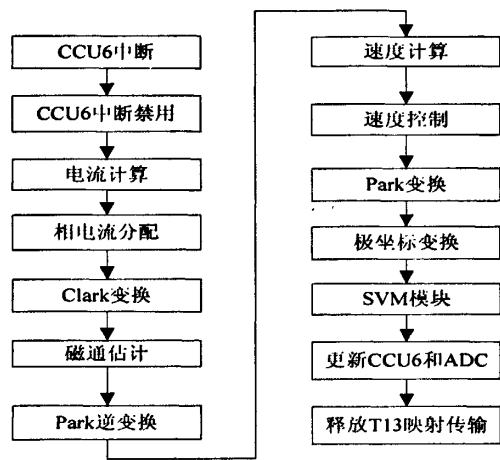 CCU6中断
CCU6中断禁用
电流计算
相电流分配
Clark变换
磁通估计
Park逆变换
速度计算
速度控制
Park变换
极坐标变换
SVM模块
更新CCU6和ADC
释放T13映射传输